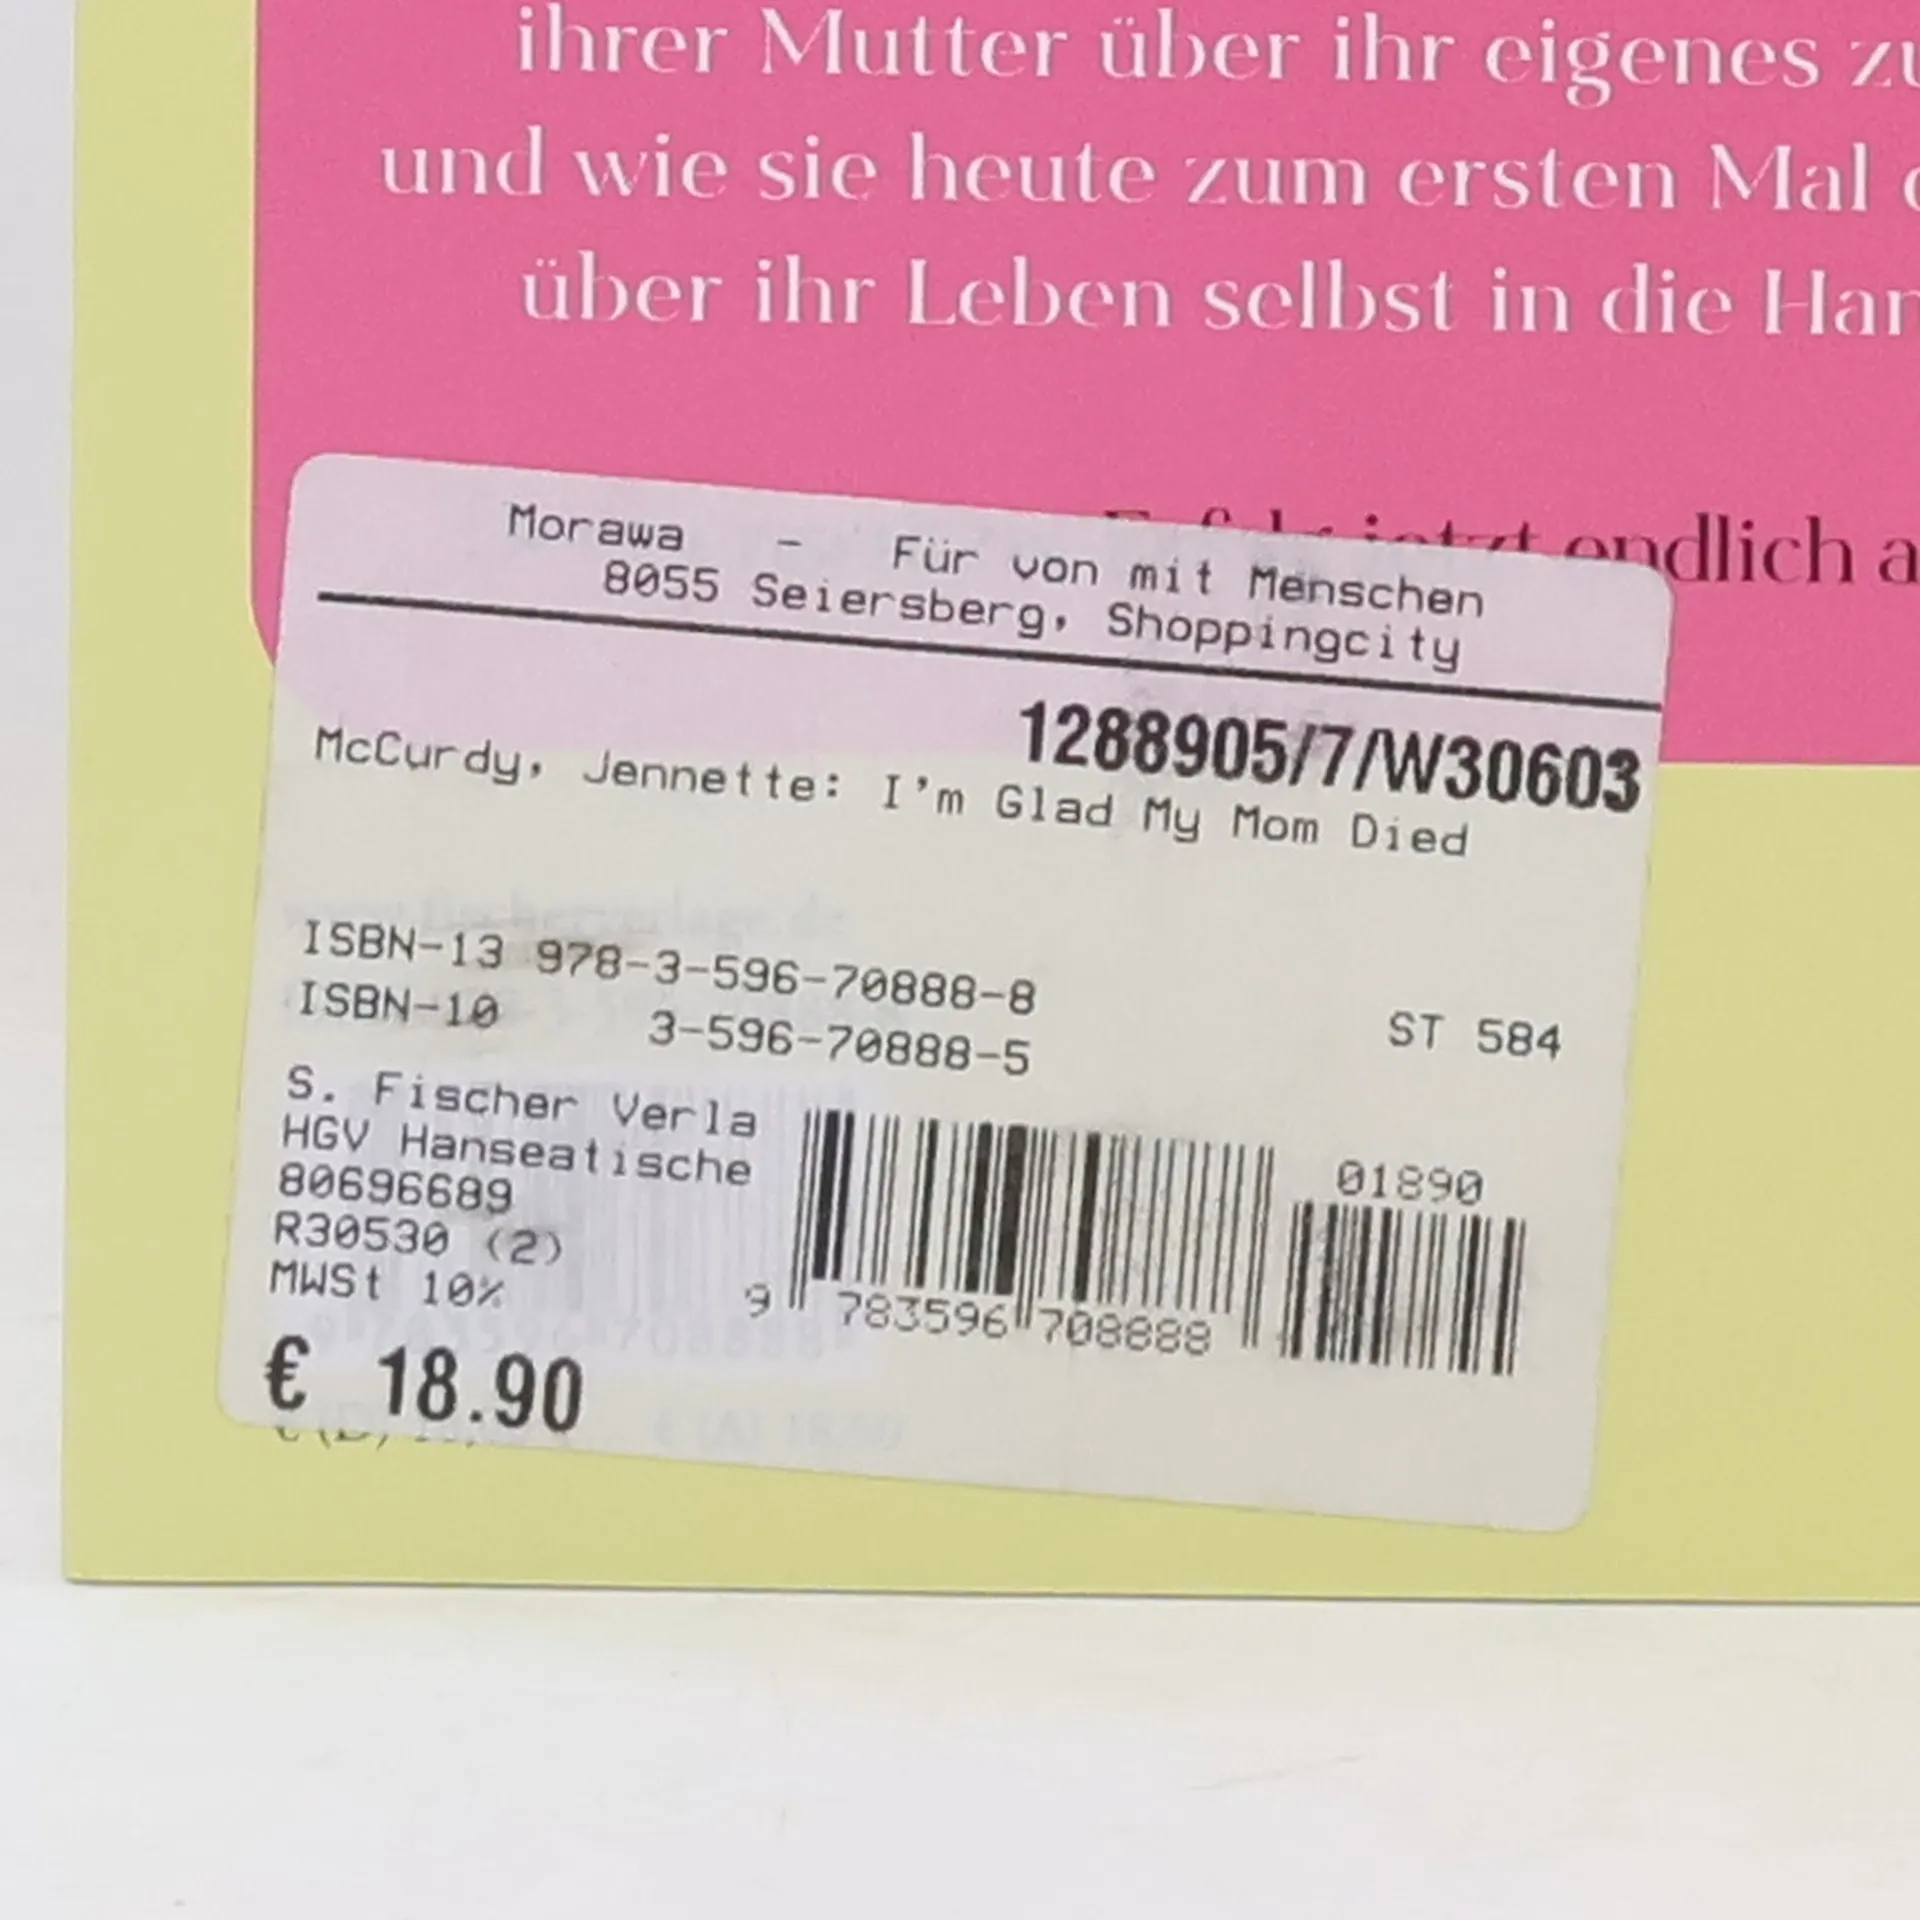 ihrer Mutter über ihr eigenes
und wie sie heute zum ersten Mal
über ihr Leben selbst in die
jetzt endlich
Morawa - Für von mit Menschen
8055 Seiersberg, Shoppingcity
1288905/7/W30603
McCurdy, Jennette: I'm Glad My Mom Died
ISBN-13 978-3-596-70888-8
ISBN-10 3-596-70888-5
ST 584
S. Fischer Verla
HGV Hanseatische
80696689
R30530 (2)
MWSt 10%
01890
9 783596 708888
€ 18.90